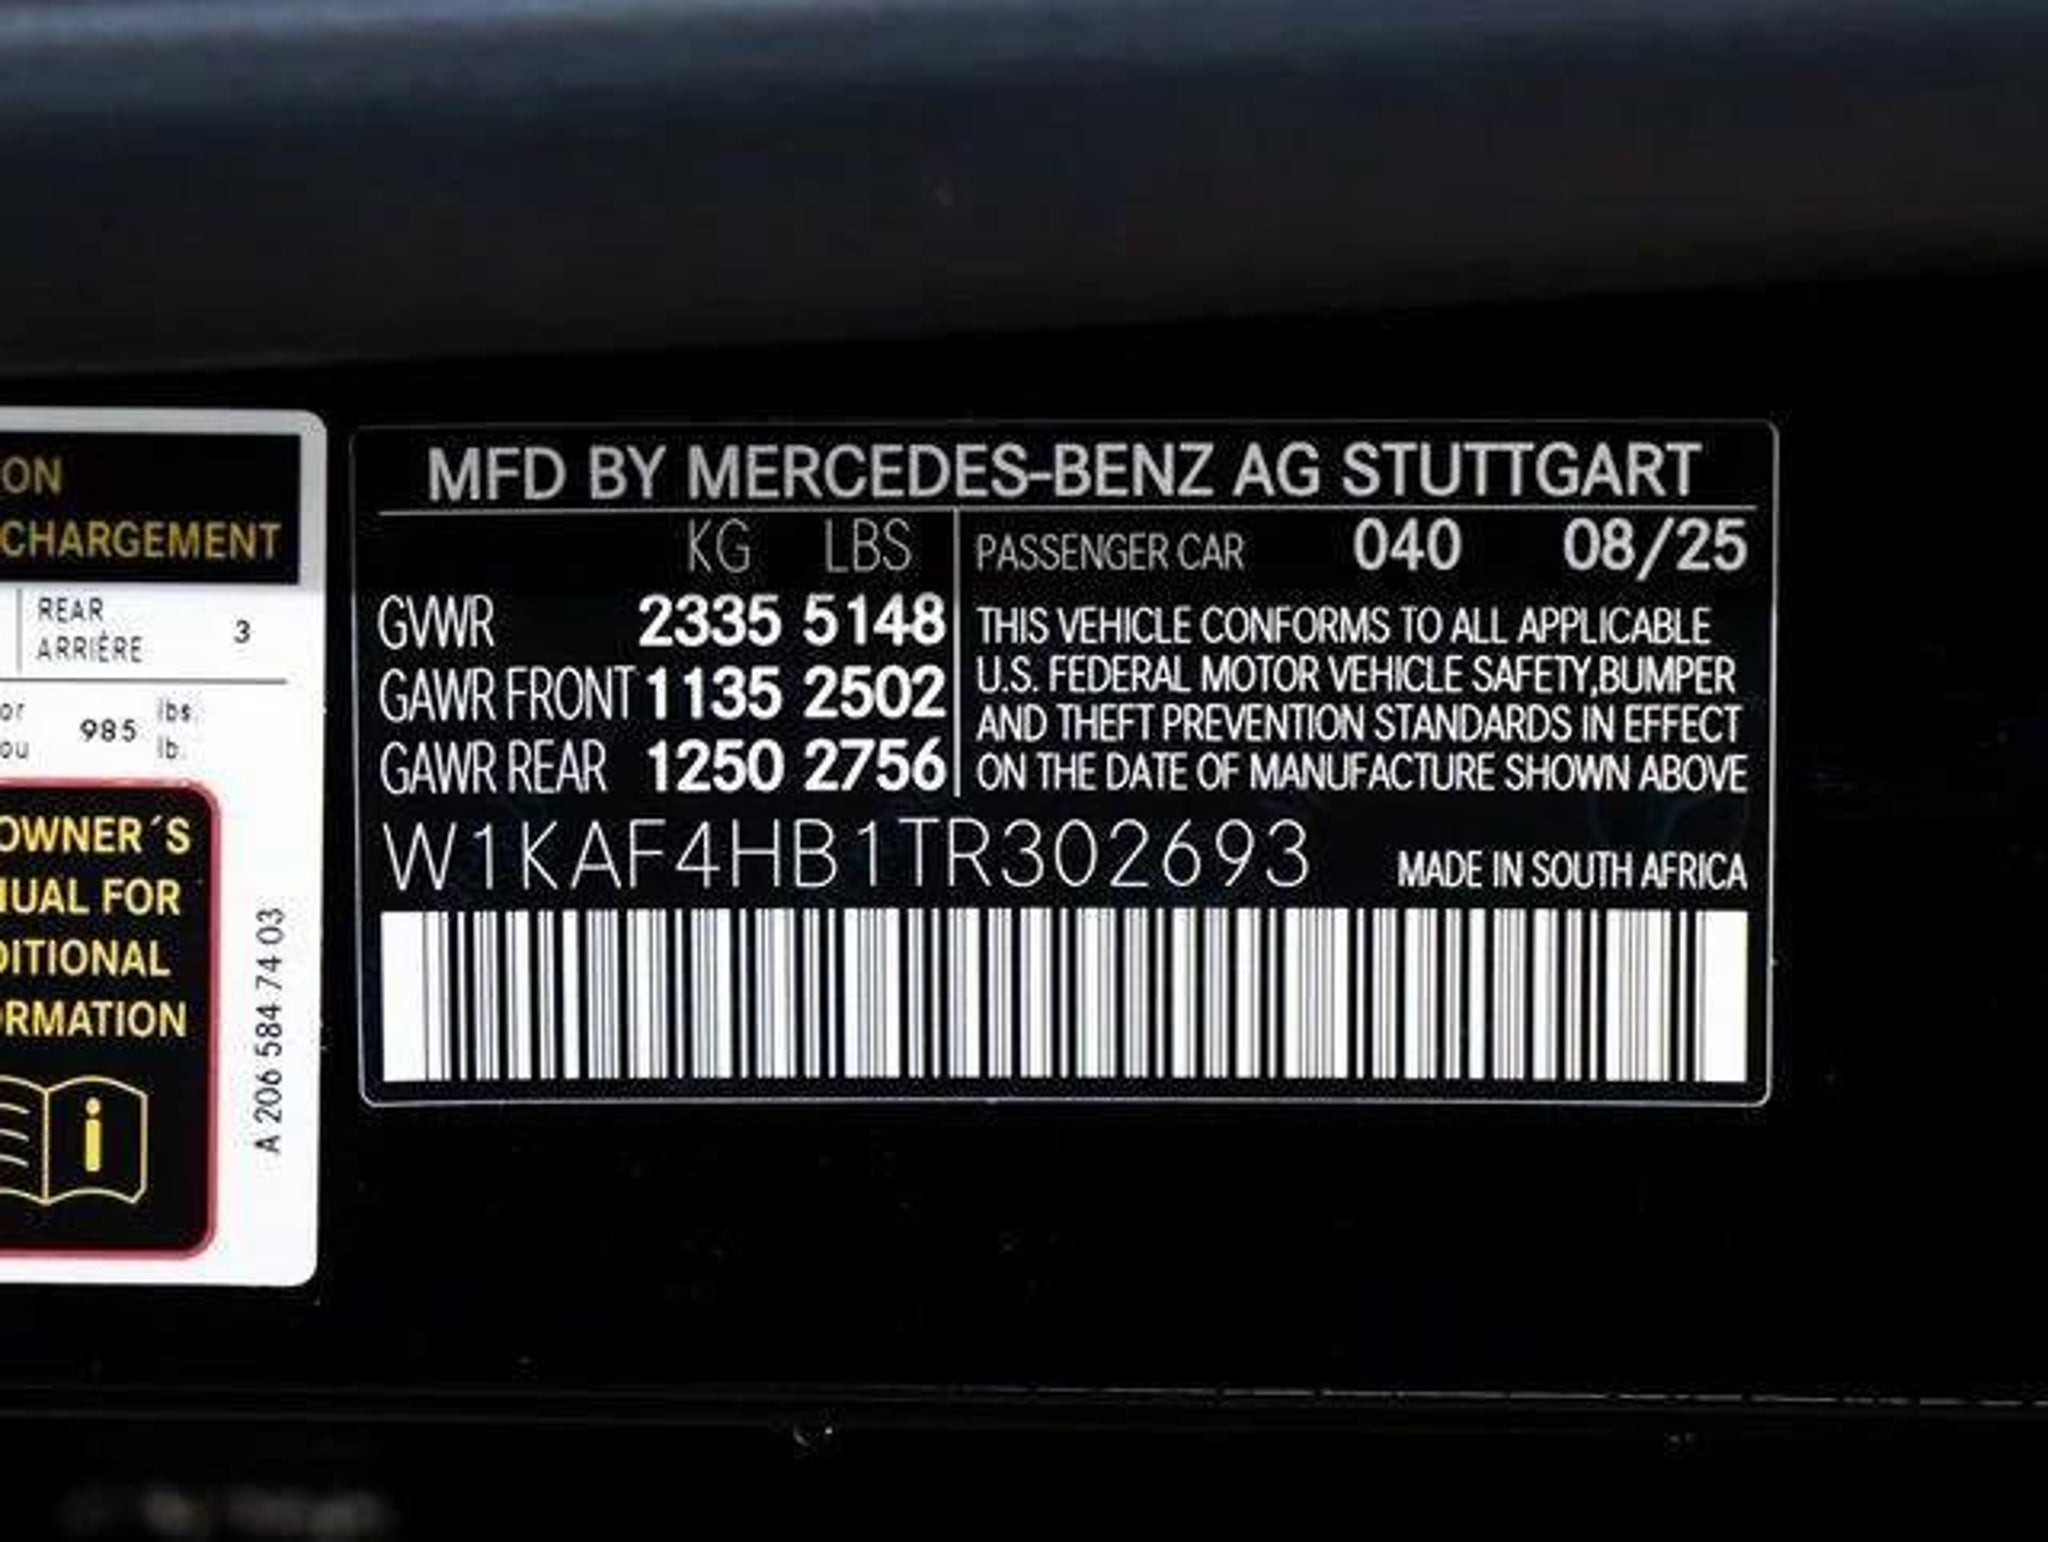 ON
CHARGEMENT
REAR
ARRIÈRE
3
or
ou
985
lbs.
lb.
OWNER´S
NUAL FOR
DITIONAL
ORMATION
i
A 206 584 74 03
MFD BY MERCEDES-BENZ AG STUTTGART
KG LBS
GVWR 2335 5148
GAWR FRONT 1135 2502
GAWR REAR 1250 2756
PASSENGER CAR 040 08/25
THIS VEHICLE CONFORMS TO ALL APPLICABLE
U.S. FEDERAL MOTOR VEHICLE SAFETY,BUMPER
AND THEFT PREVENTION STANDARDS IN EFFECT
ON THE DATE OF MANUFACTURE SHOWN ABOVE
W1KAF4HB1TR302693
MADE IN SOUTH AFRICA